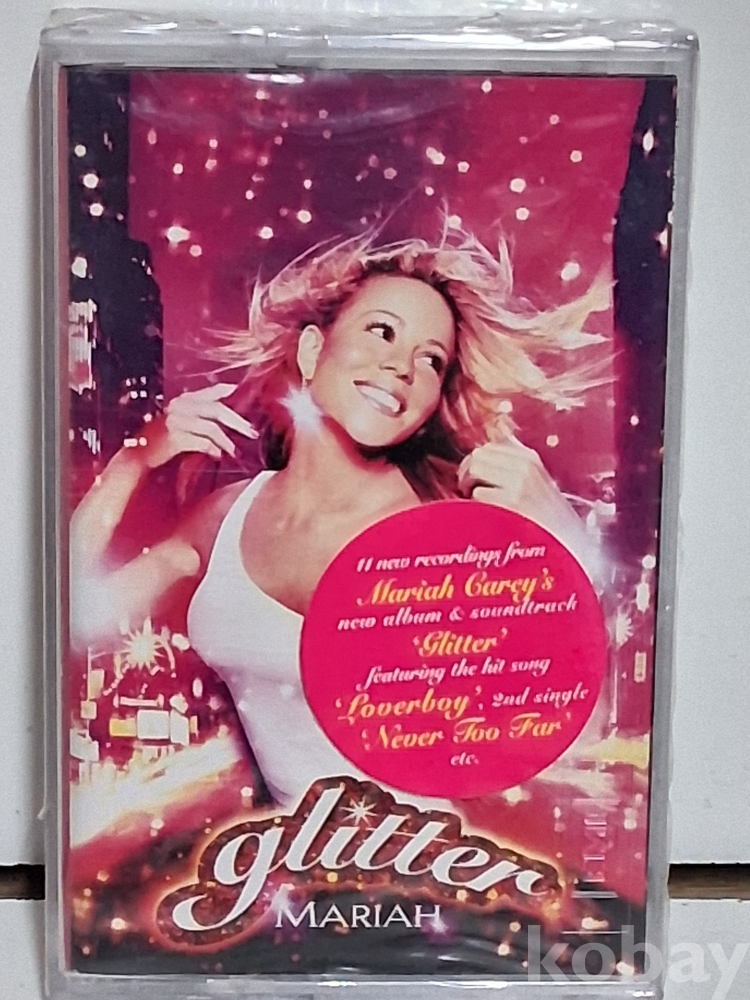 11 new recordings from
Mariah Carey's
new album & soundtrack
'Glitter'
featuring the hit song
'Loverboy', 2nd single
'Never Too Far'
etc.
glitter
MARIAH
kobay